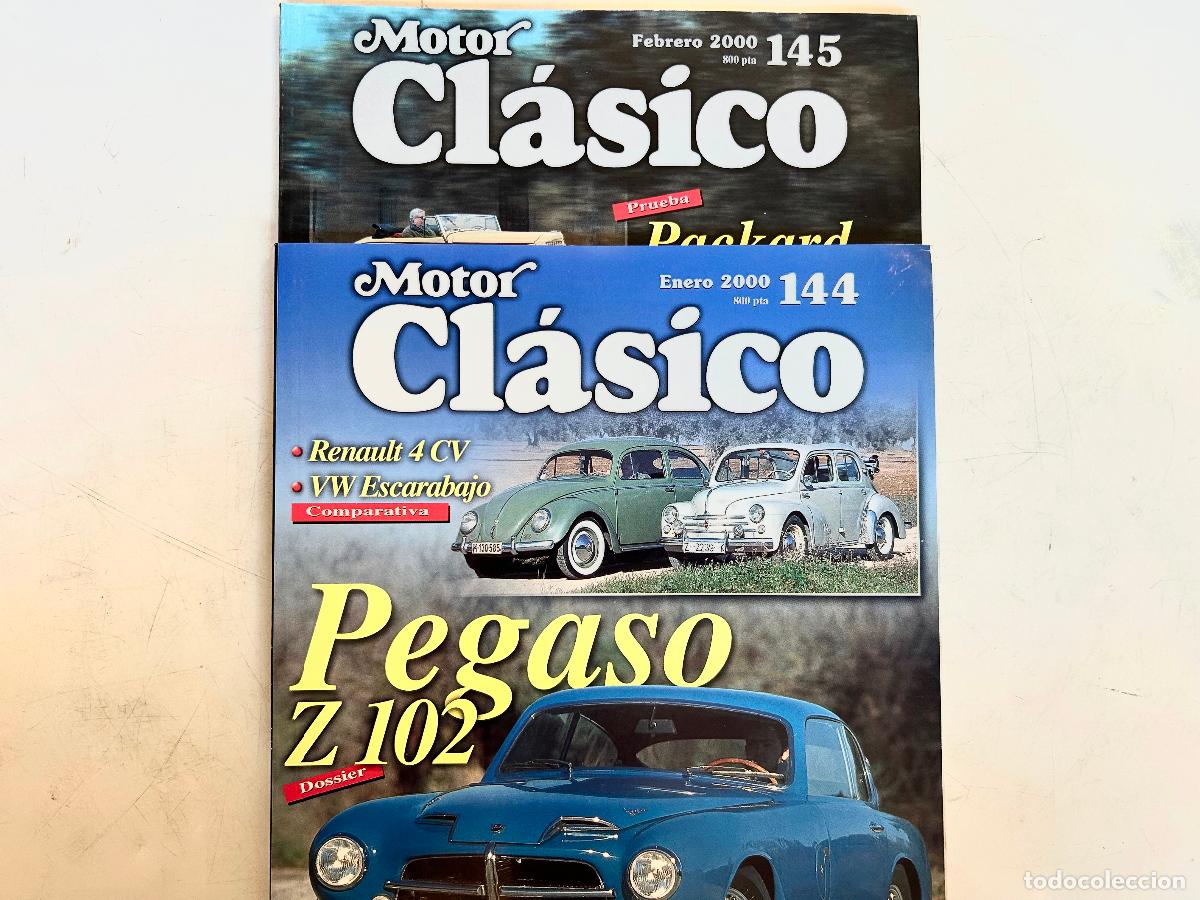 Motor
Febrero 2000 145
800 pta
Clásico
Prueba
Packard
Motor
Enero 2000 144
800 pta
Clásico
• Renault 4 CV
• VW Escarabajo
Comparativa
Pegaso
Z 102
Dossier
todocoleccion